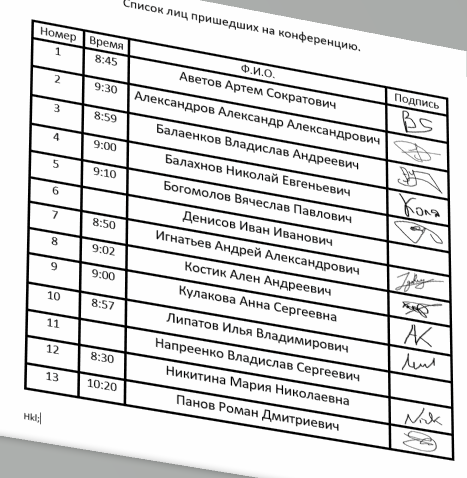 Список лиц пришедших на конференцию.
Номер Время Ф.И.О. Подпись
1 8:45 Аветов Артем Сократович BS
2 9:30 Александров Александр Александрович
3 8:59 Балаенков Владислав Андреевич
4 9:00 Балахнов Николай Евгеньевич Коля
5 9:10 Богомолов Вячеслав Павлович
6 Денисов Иван Иванович
7 8:50 Игнатьев Андрей Александрович
8 9:02 Костик Ален Андреевич
9 9:00 Кулакова Анна Сергеевна АК
10 8:57 Липатов Илья Владимирович
11 Напреенко Владислав Сергеевич
12 8:30 Никитина Мария Николаевна
13 10:20 Панов Роман Дмитриевич
Hkl;